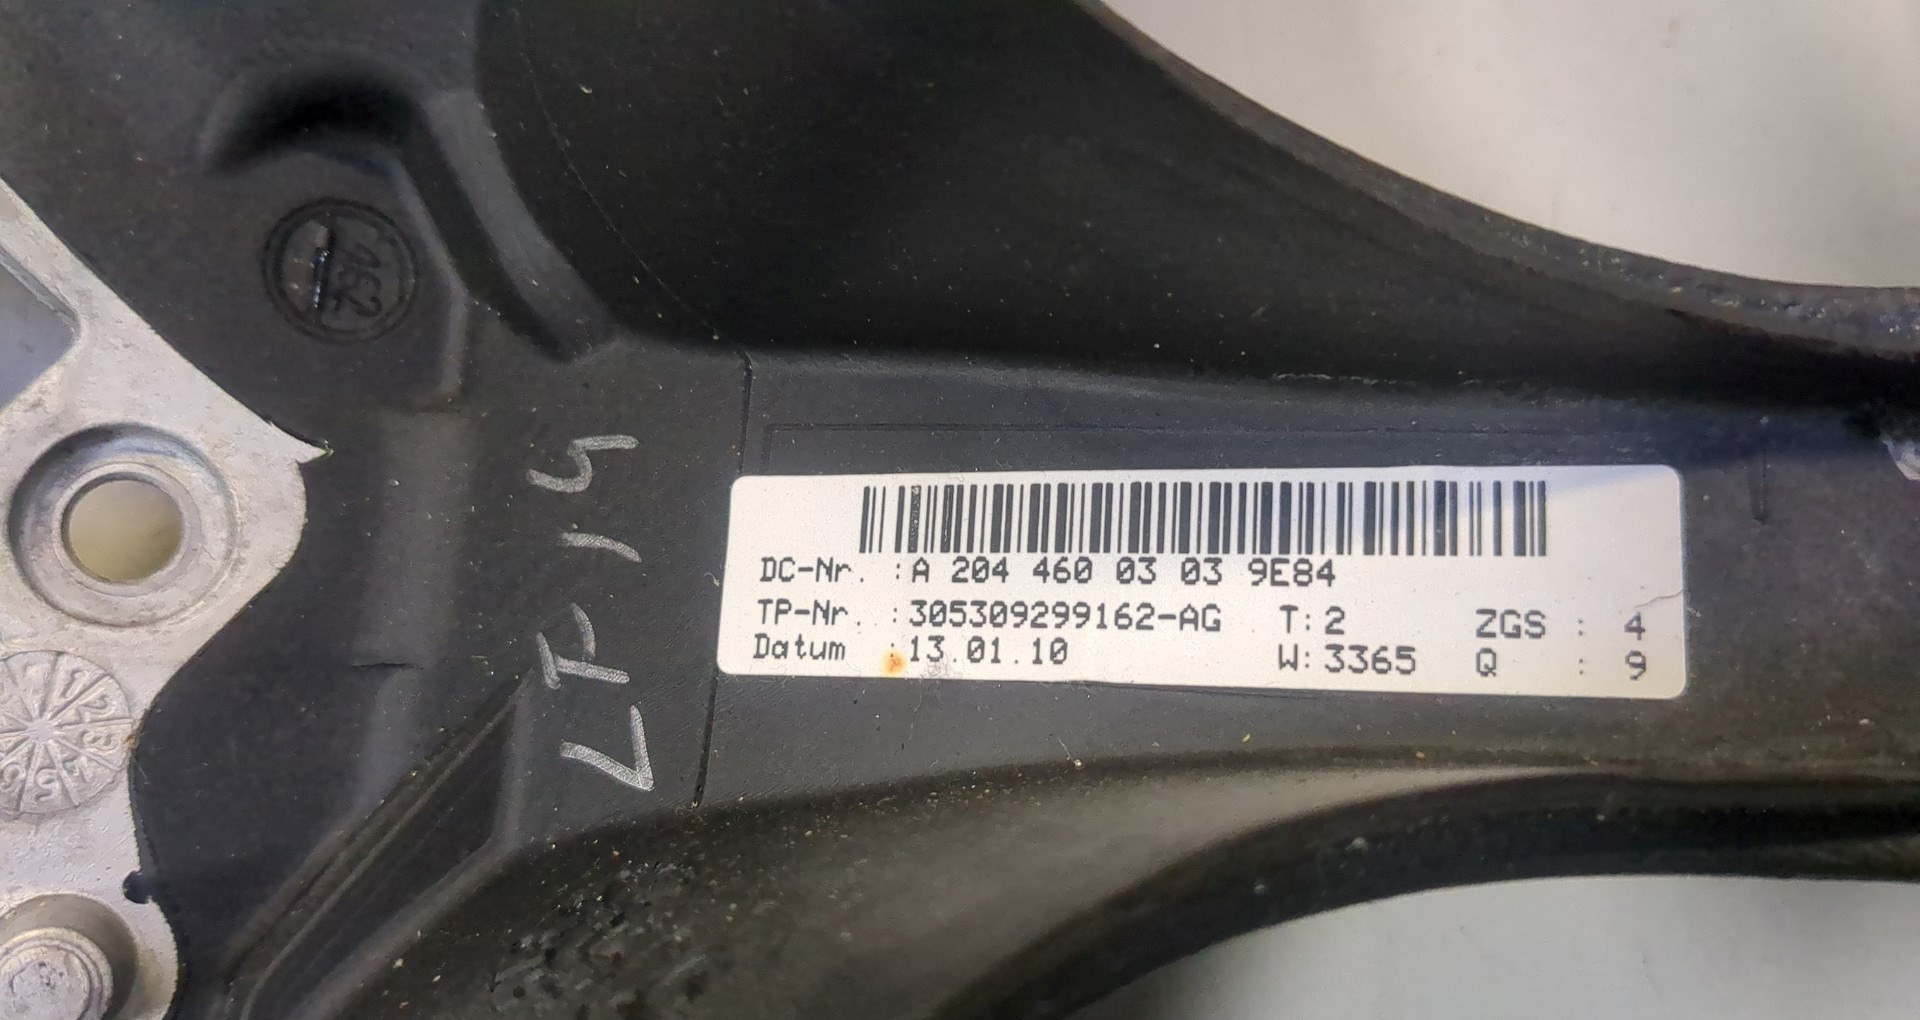 DC-Nr. :A 204 460 03 03 9E84
TP-Nr. :305309299162-AG T:2 ZGS : 4
Datum :13.01.10 W:3365 Q : 9